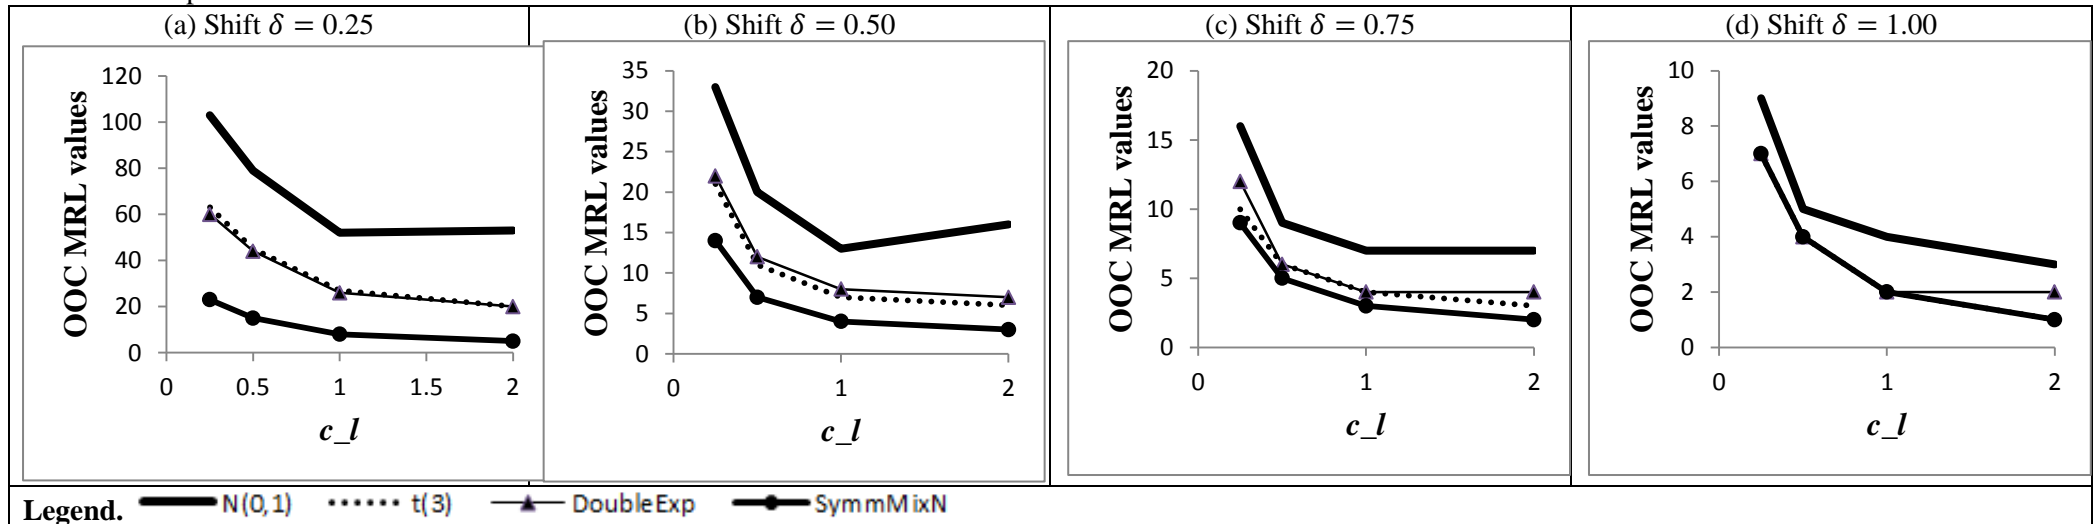 (a) Shift δ = 0.25
(b) Shift δ = 0.50
(c) Shift δ = 0.75
(d) Shift δ = 1.00
OOC MRL values
120
100
80
60
40
20
0
0 0.5 1 1.5 2
c_l
OOC MRL values
35
30
25
20
15
10
5
0
0 1 2
c_l
OOC MRL values
20
15
10
5
0
0 1 2
c_l
OOC MRL values
10
8
6
4
2
0
0 1 2
c_l
Legend. N(0,1) t(3) DoubleExp SymmMixN